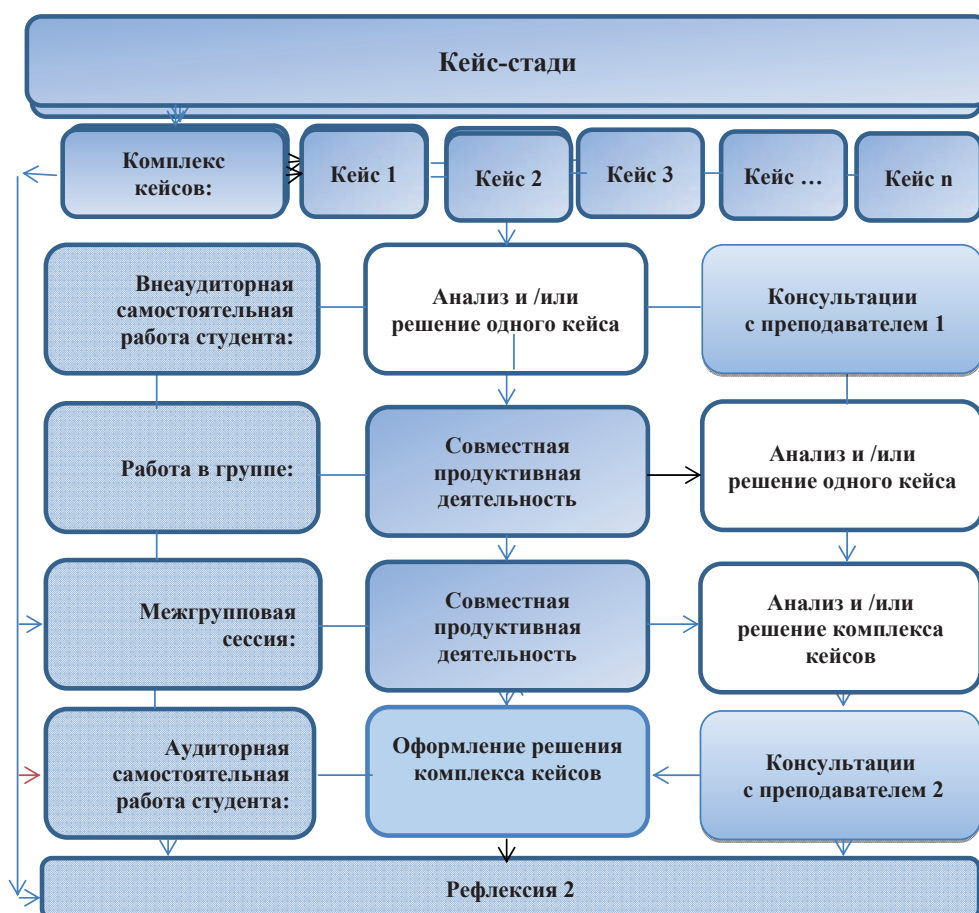 Кейс-стади
Комплекс
кейсов:
Кейс 1
Кейс 2
Кейс 3
Кейс …
Кейс n
Внеаудиторная
самостоятельная
работа студента:
Анализ и /или
решение одного кейса
Консультации
с преподавателем 1
Работа в группе:
Совместная
продуктивная
деятельность
Анализ и /или
решение одного кейса
Межгрупповая
сессия:
Совместная
продуктивная
деятельность
Анализ и /или
решение комплекса
кейсов
Аудиторная
самостоятельная
работа студента:
Оформление решения
комплекса кейсов
Консультации
с преподавателем 2
Рефлексия 2